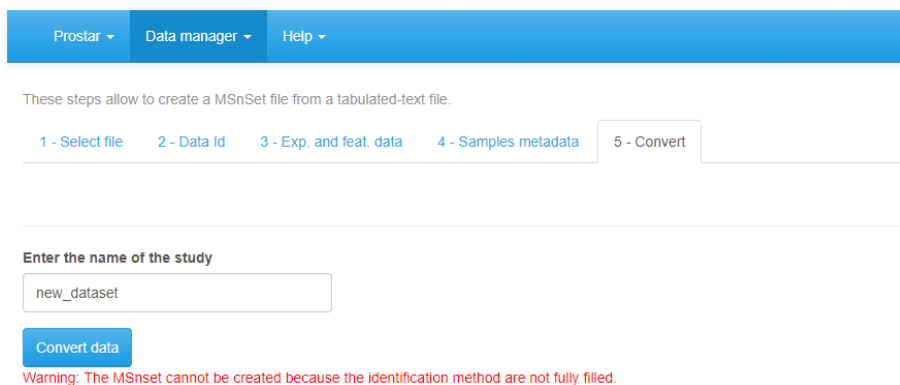 Prostar Data manager Help
These steps allow to create a MSnSet file from a tabulated-text file.
1 - Select file 2 - Data Id 3 - Exp. and feat. data 4 - Samples metadata 5 - Convert
Enter the name of the study
new_dataset
Convert data
Warning: The MSnset cannot be created because the identification method are not fully filled.